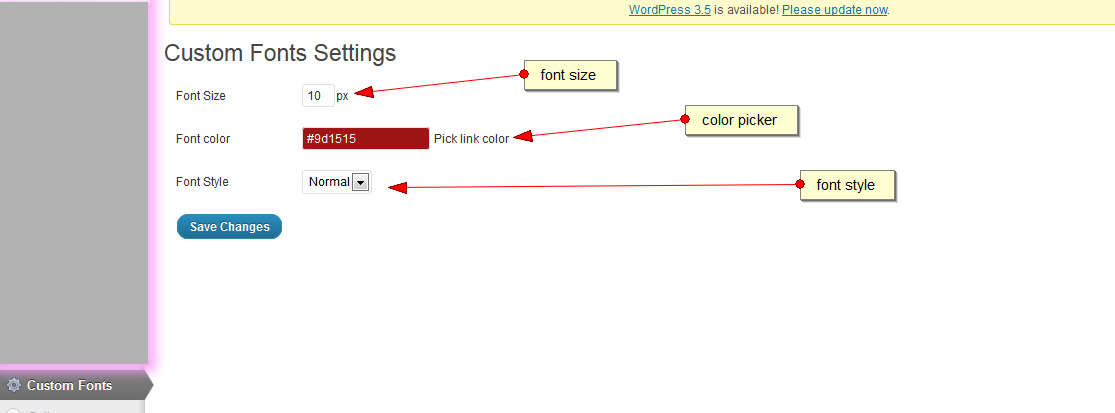 WordPress 3.5 is available! Please update now.
Custom Fonts Settings
font size
Font Size 10 px
color picker
Font color #9d1515 Pick link color
Font Style Normal
font style
Save Changes
Custom Fonts